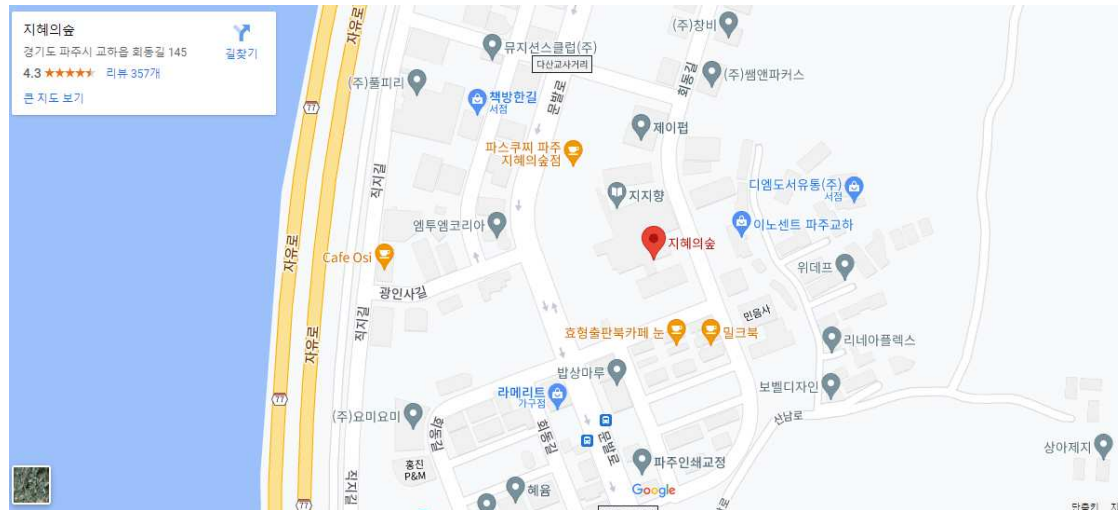 지혜의숲
경기도 파주시 교하읍 회동길 145
4.3
리뷰 357개
큰 지도 보기
길찾기
자유로
(주)창비
뮤지션스클럽(주)
다산교사거리
회동길
(주)쌤앤파커스
(주)풀피리
책방한길
서점
문발로
제이펍
77
파스쿠찌 파주
지혜의숲점
직지길
지지향
디엠도서유통(주)
서점
엠투엠코리아
이노센트 파주교하
지혜의숲
자유로
Cafe Osi
위데프
광인사길
민음사
자유로
직지길
효형출판북카페 눈
밀크북
리네아플렉스
밥상마루
라메리트
가구점
보벨디자인
77
(주)요미요미
회동길
회동길
문발로
산남로
상아제지
홍진
P&M
파주인쇄교정
직지길
혜윰
Google
77
단축키